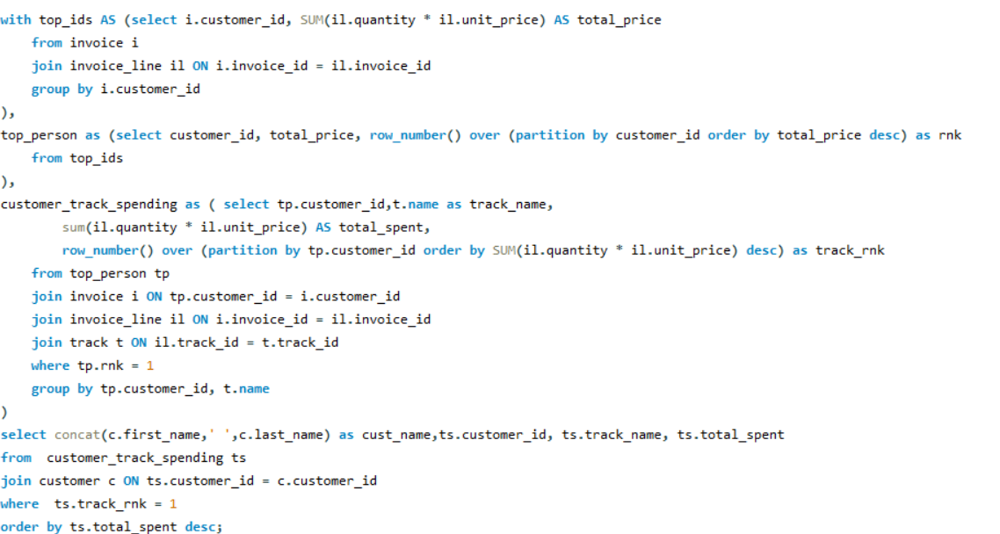 with top_ids AS (select i.customer_id, SUM(il.quantity * il.unit_price) AS total_price
    from invoice i
    join invoice_line il ON i.invoice_id = il.invoice_id
    group by i.customer_id
),
top_person as (select customer_id, total_price, row_number() over (partition by customer_id order by total_price desc) as rnk
    from top_ids
),
customer_track_spending as ( select tp.customer_id,t.name as track_name,
        sum(il.quantity * il.unit_price) AS total_spent,
        row_number() over (partition by tp.customer_id order by SUM(il.quantity * il.unit_price) desc) as track_rnk
    from top_person tp
    join invoice i ON tp.customer_id = i.customer_id
    join invoice_line il ON i.invoice_id = il.invoice_id
    join track t ON il.track_id = t.track_id
    where tp.rnk = 1
    group by tp.customer_id, t.name
)
select concat(c.first_name,' ',c.last_name) as cust_name,ts.customer_id, ts.track_name, ts.total_spent
from  customer_track_spending ts
join customer c ON ts.customer_id = c.customer_id
where  ts.track_rnk = 1
order by ts.total_spent desc;